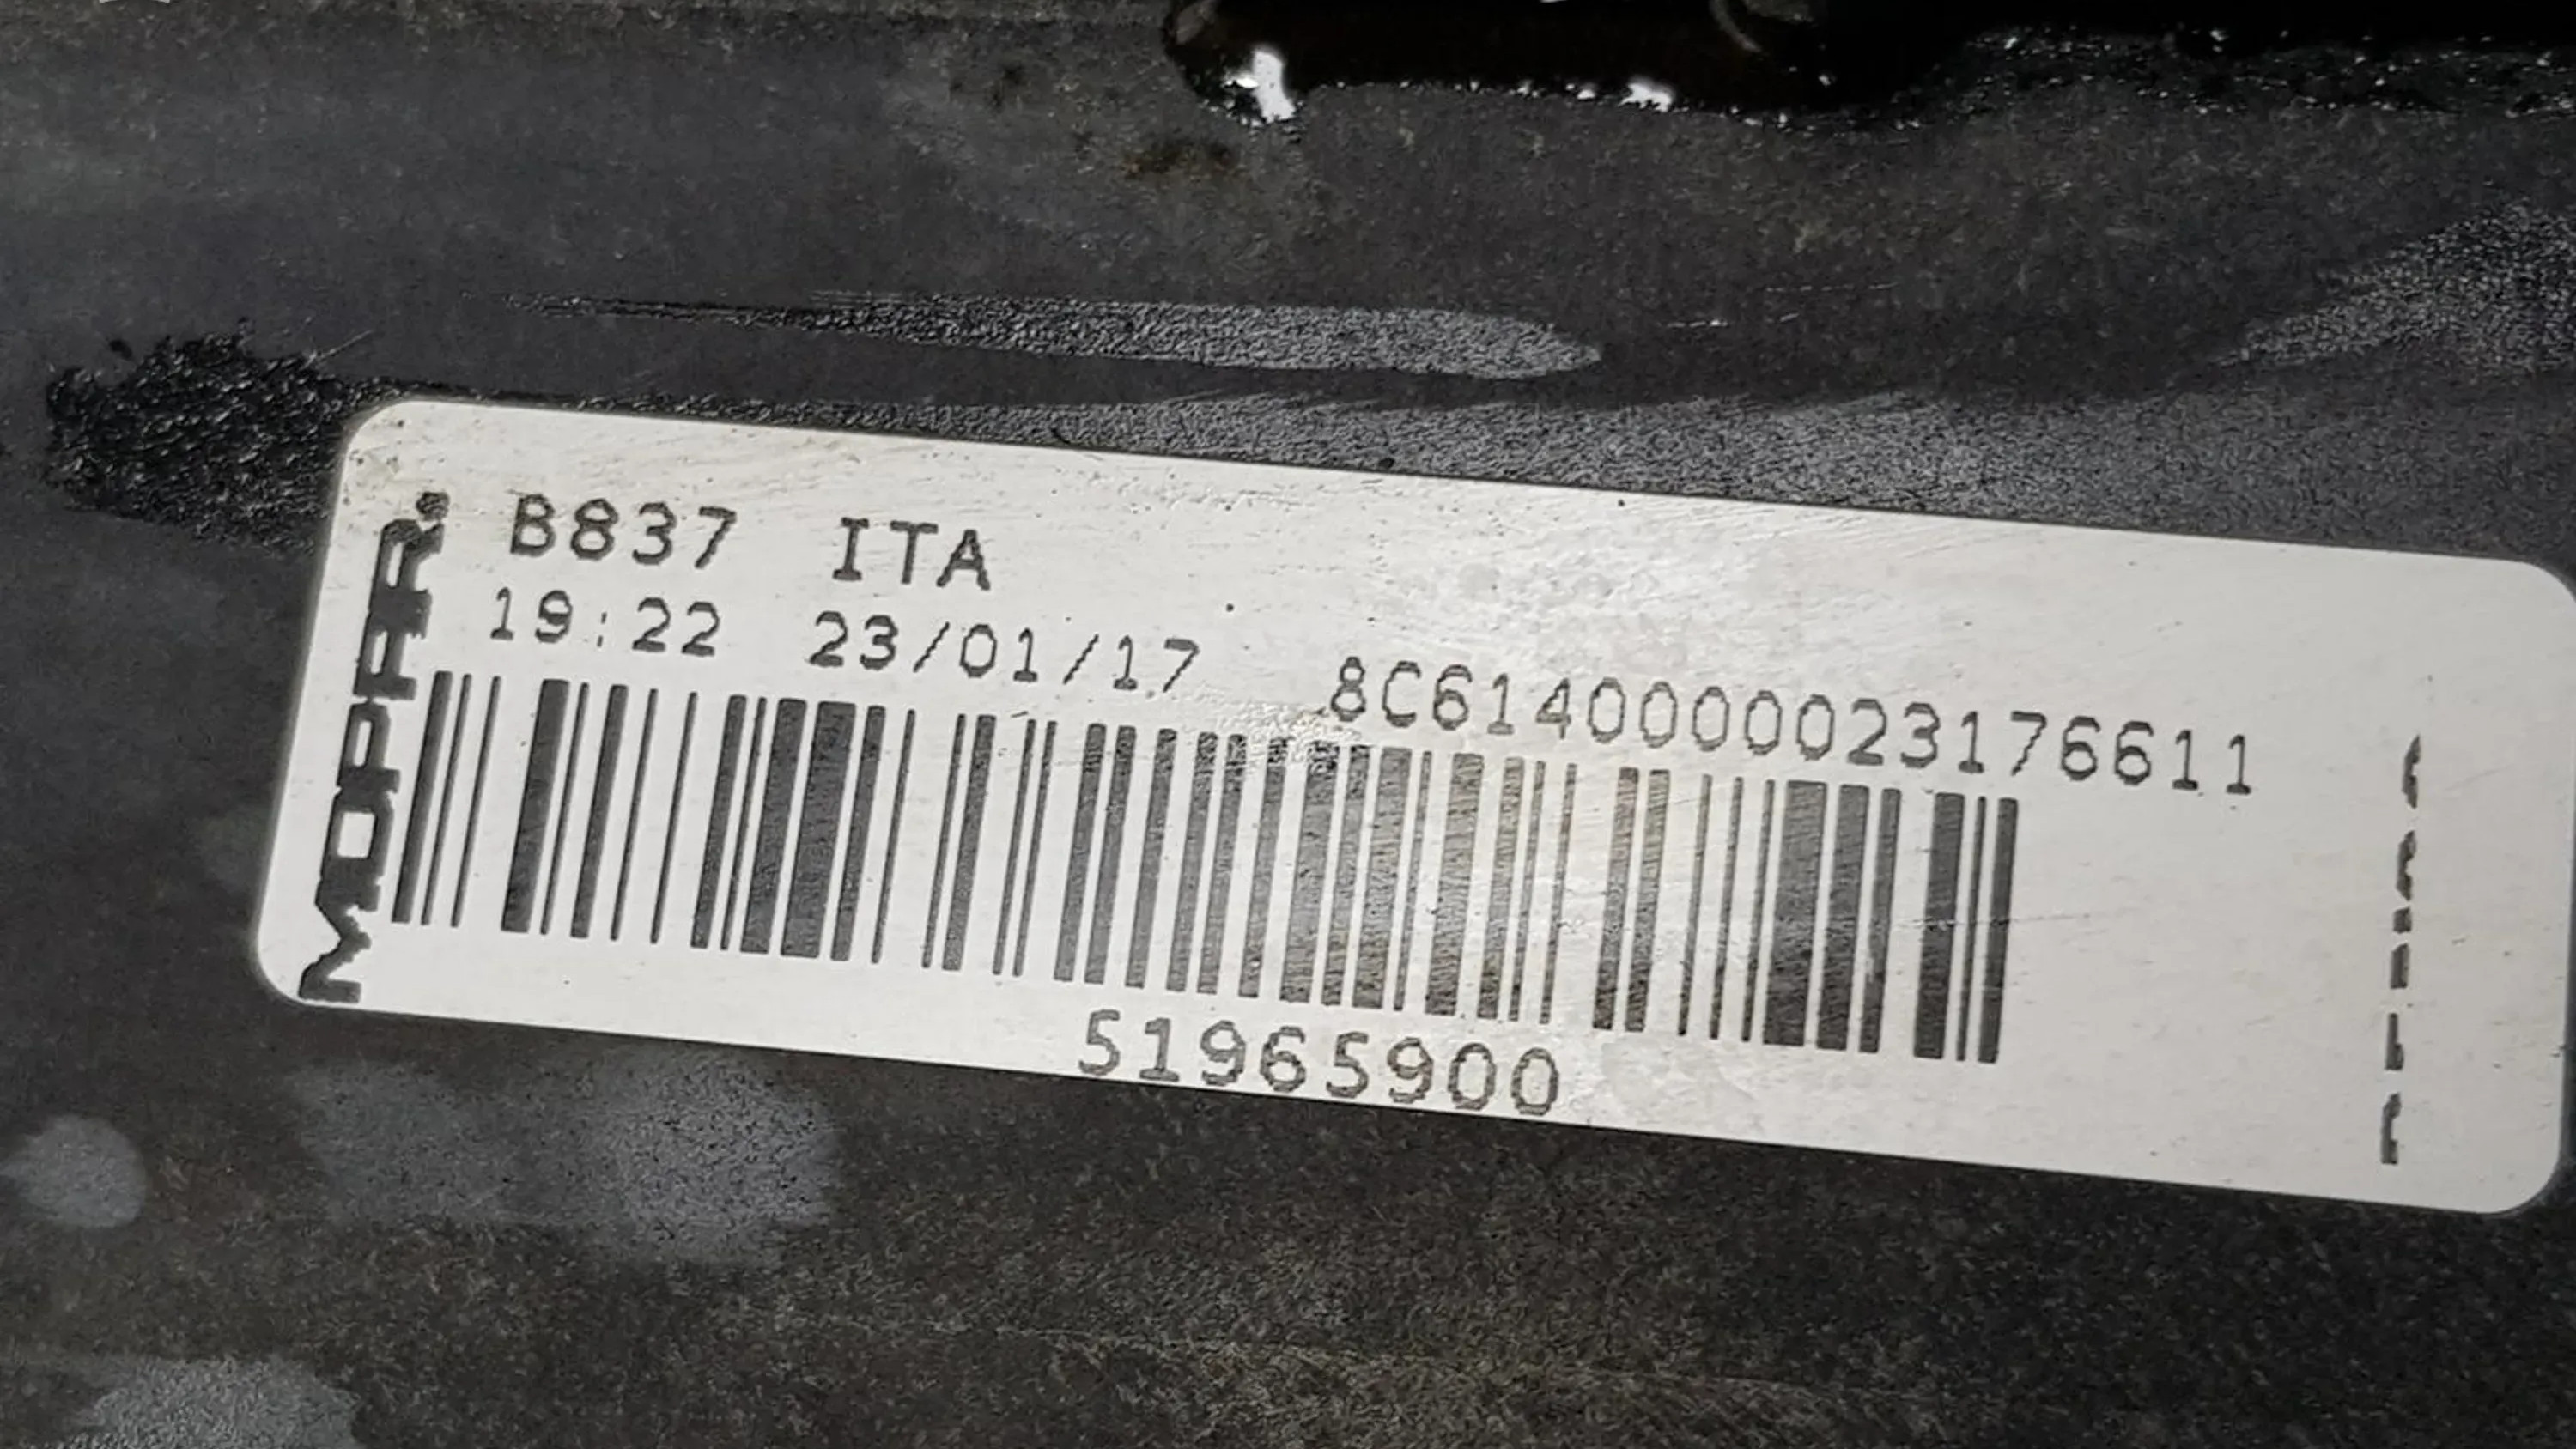 MOPAR.
B837 ITA
19:22 23/01/17 8C6140000023176611
51965900